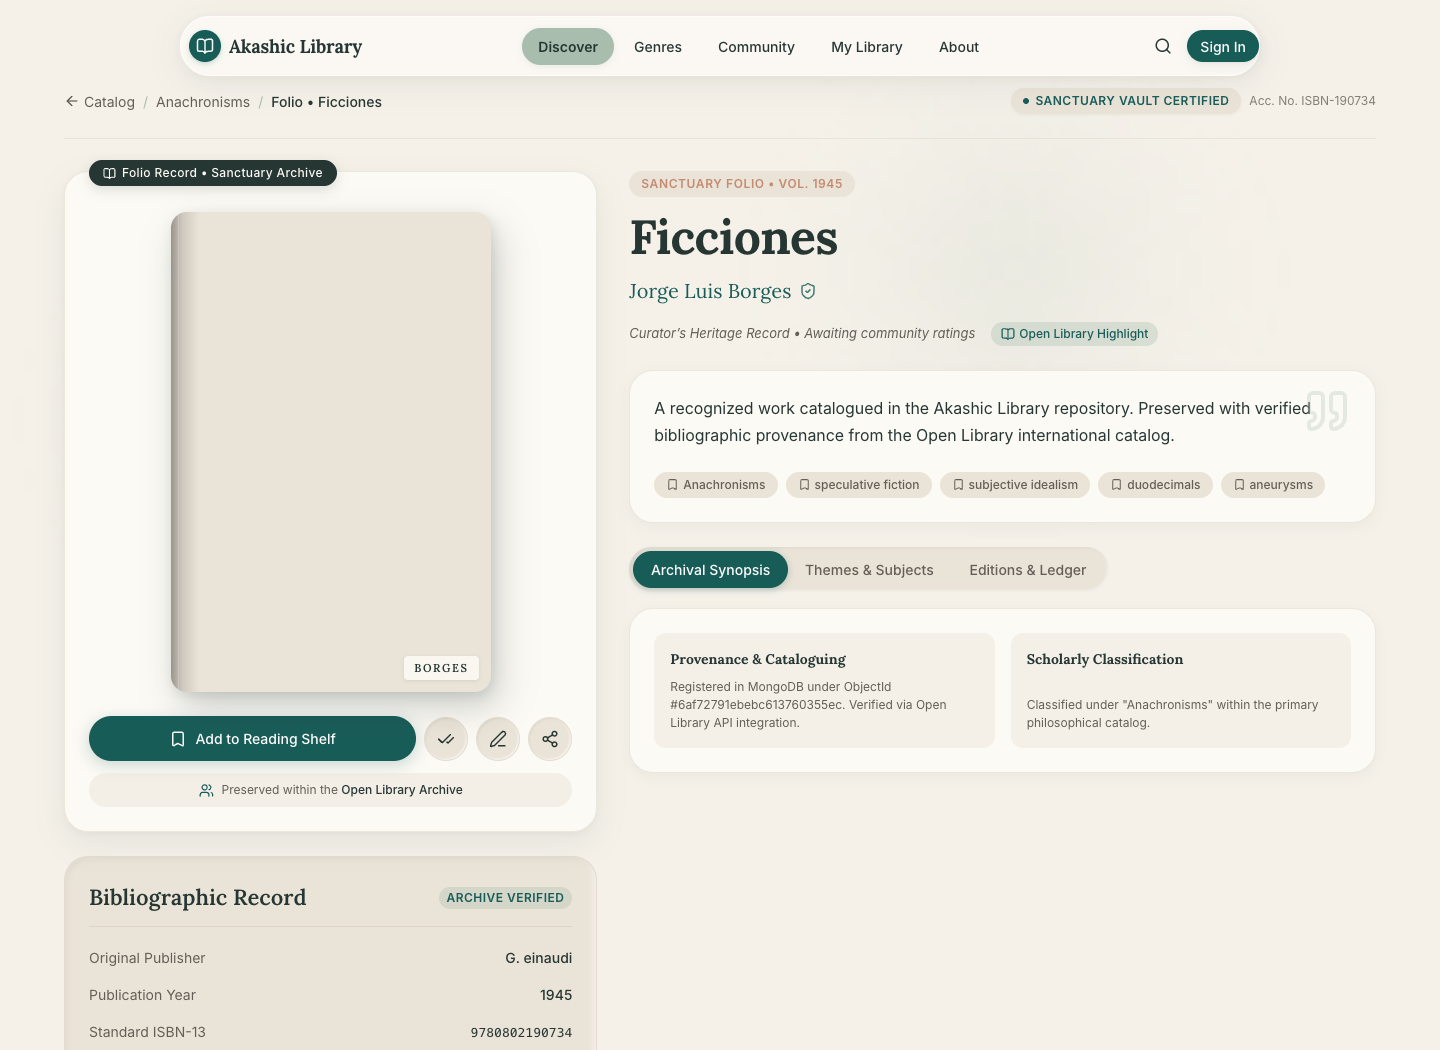 Akashic Library
Discover
Genres
Community
My Library
About
Sign In
Catalog / Anachronisms / Folio • Ficciones
SANCTUARY VAULT CERTIFIED
Acc. No. ISBN-190734
Folio Record • Sanctuary Archive
BORGES
Add to Reading Shelf
Preserved within the Open Library Archive
Bibliographic Record
ARCHIVE VERIFIED
Original Publisher
G. einaudi
Publication Year
1945
Standard ISBN-13
9780802190734
SANCTUARY FOLIO • VOL. 1945
Ficciones
Jorge Luis Borges
Curator's Heritage Record • Awaiting community ratings
Open Library Highlight
A recognized work catalogued in the Akashic Library repository. Preserved with verified
bibliographic provenance from the Open Library international catalog.
Anachronisms
speculative fiction
subjective idealism
duodecimals
aneurysms
Archival Synopsis
Themes & Subjects
Editions & Ledger
Provenance & Cataloguing
Registered in MongoDB under ObjectId
#6af72791ebebc613760355ec. Verified via Open
Library API integration.
Scholarly Classification
Classified under "Anachronisms" within the primary
philosophical catalog.